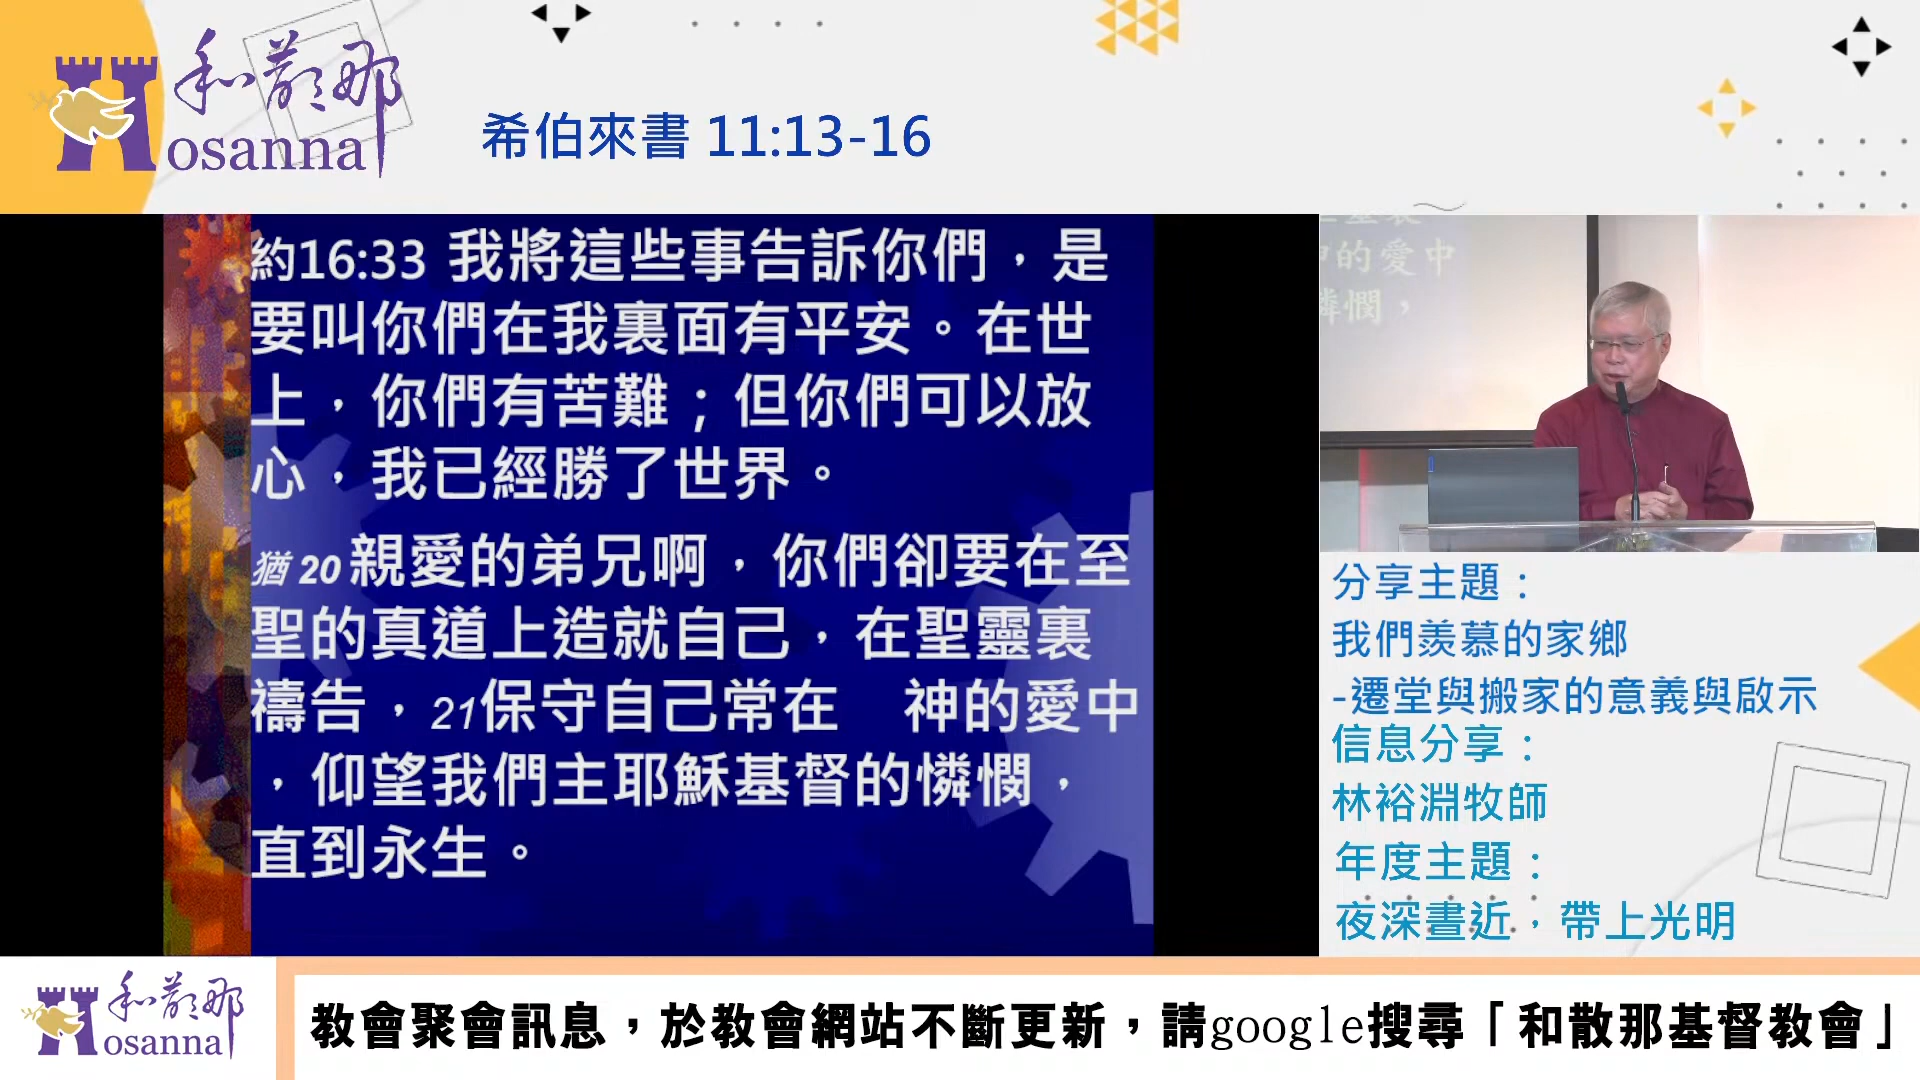 和散那
Hosanna
希伯來書 11:13-16
約16:33 我將這些事告訴你們，是
要叫你們在我裏面有平安。在世
上，你們有苦難；但你們可以放
心，我已經勝了世界。
猶 20 親愛的弟兄啊，你們卻要在至
聖的真道上造就自己，在聖靈裏
禱告，21保守自己常在　神的愛中
，仰望我們主耶穌基督的憐憫，
直到永生。
的愛中
憫，
分享主題：
我們羨慕的家鄉
-遷堂與搬家的意義與啟示
信息分享：
林裕淵牧師
年度主題：
夜深晝近，帶上光明
和散那
Hosanna
教會聚會訊息，於教會網站不斷更新，請google搜尋「和散那基督教會」